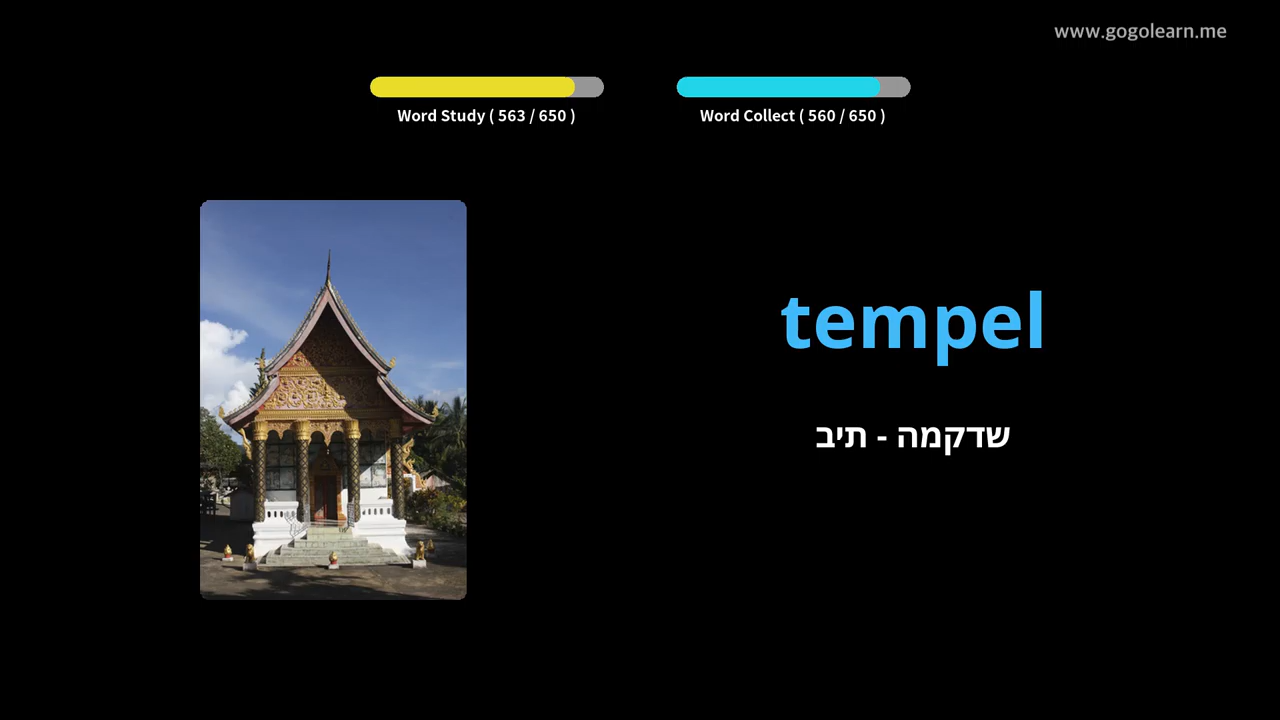 www.gogolearn.me
Word Study ( 563 / 650 )
Word Collect ( 560 / 650 )
tempel
שדקמה - תיב